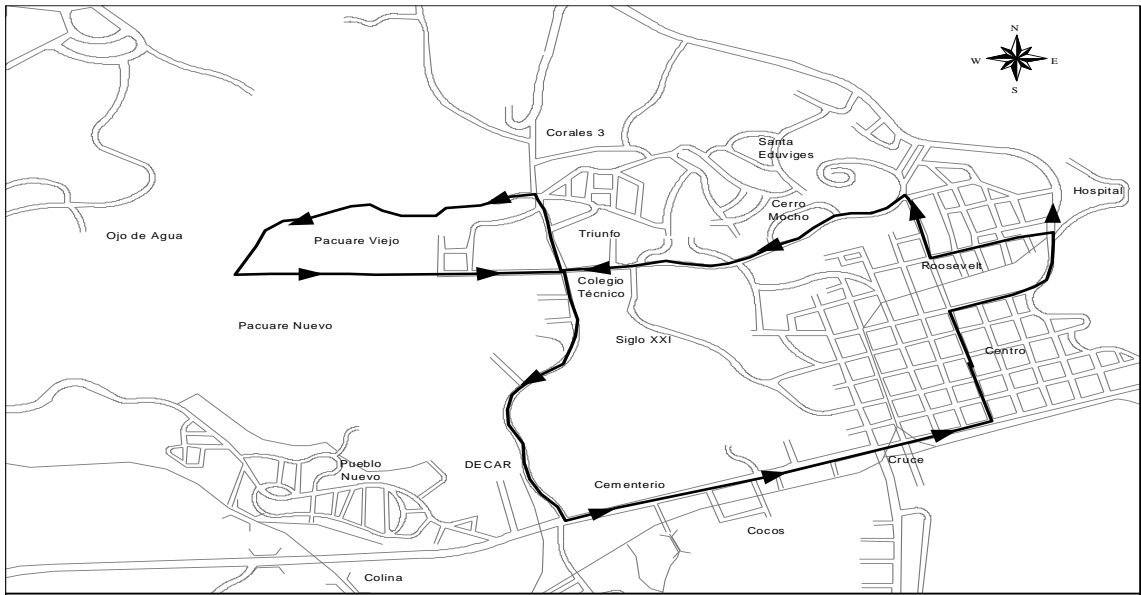 N
W
E
S
Corales 3
Santa
Eduviges
Hospital
Cerro
Mocho
Ojo de Agua
Pacuare Viejo
Triunfo
Roosevelt
Colegio
Técnico
Pacuare Nuevo
Siglo XXI
Centro
Pueblo
Nuevo
DECAR
Cruce
Cementerio
Cocos
Colina